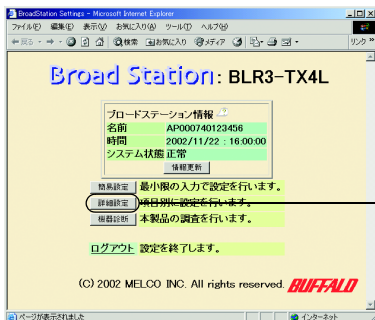 BroadStation Settings - Microsoft Internet Explorer
ファイル(F) 編集(E) 表示(V) お気に入り(A) ツール(T) ヘルプ(H)
戻る 検索 お気に入り メディア リンク
Broad Station: BLR3-TX4L
ブロードステーション情報
名前 AP000740123456
時間 2002/11/22 : 16:00:00
システム状態 正常
情報更新
簡易設定 最小限の入力で設定を行います。
詳細設定 項目別に設定を行います。
機器診断 本製品の調査を行います。
ログアウト 設定を終了します。
(C) 2002 MELCO INC. All rights reserved. BUFFALO
ページが表示されました インターネット